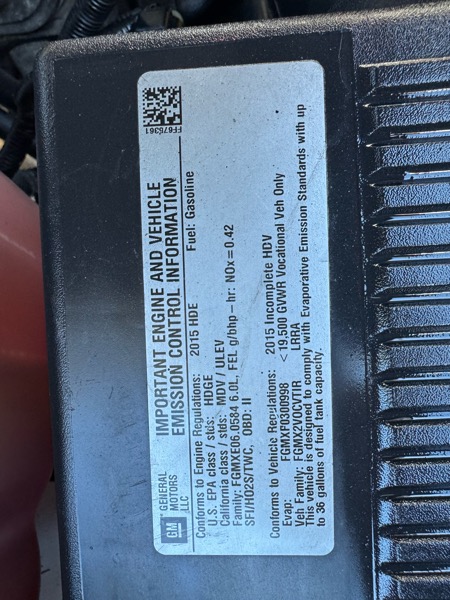 GM
GENERAL
MOTORS
LLC
IMPORTANT ENGINE AND VEHICLE
EMISSION CONTROL INFORMATION
FF676361
Conforms to Engine Regulations: 2015 HDE Fuel: Gasoline
U.S. EPA class / stds: HDGE
California class / stds: MDV / ULEV
Family: FGMXE06.0584 6.0L FEL g/bhp-hr: NOx=0.42
SFI/HO2S/TWC, OBD: II
Conforms to Vehicle Regulations: 2015 Incomplete HDV
Evap: FGMXF0300998 < 19,500 GVWR Vocational Veh Only
Veh Family: FGMX2VOCVTIR LRRA
This vehicle is designed to comply with Evaporative Emission Standards with up
to 36 gallons of fuel tank capacity.